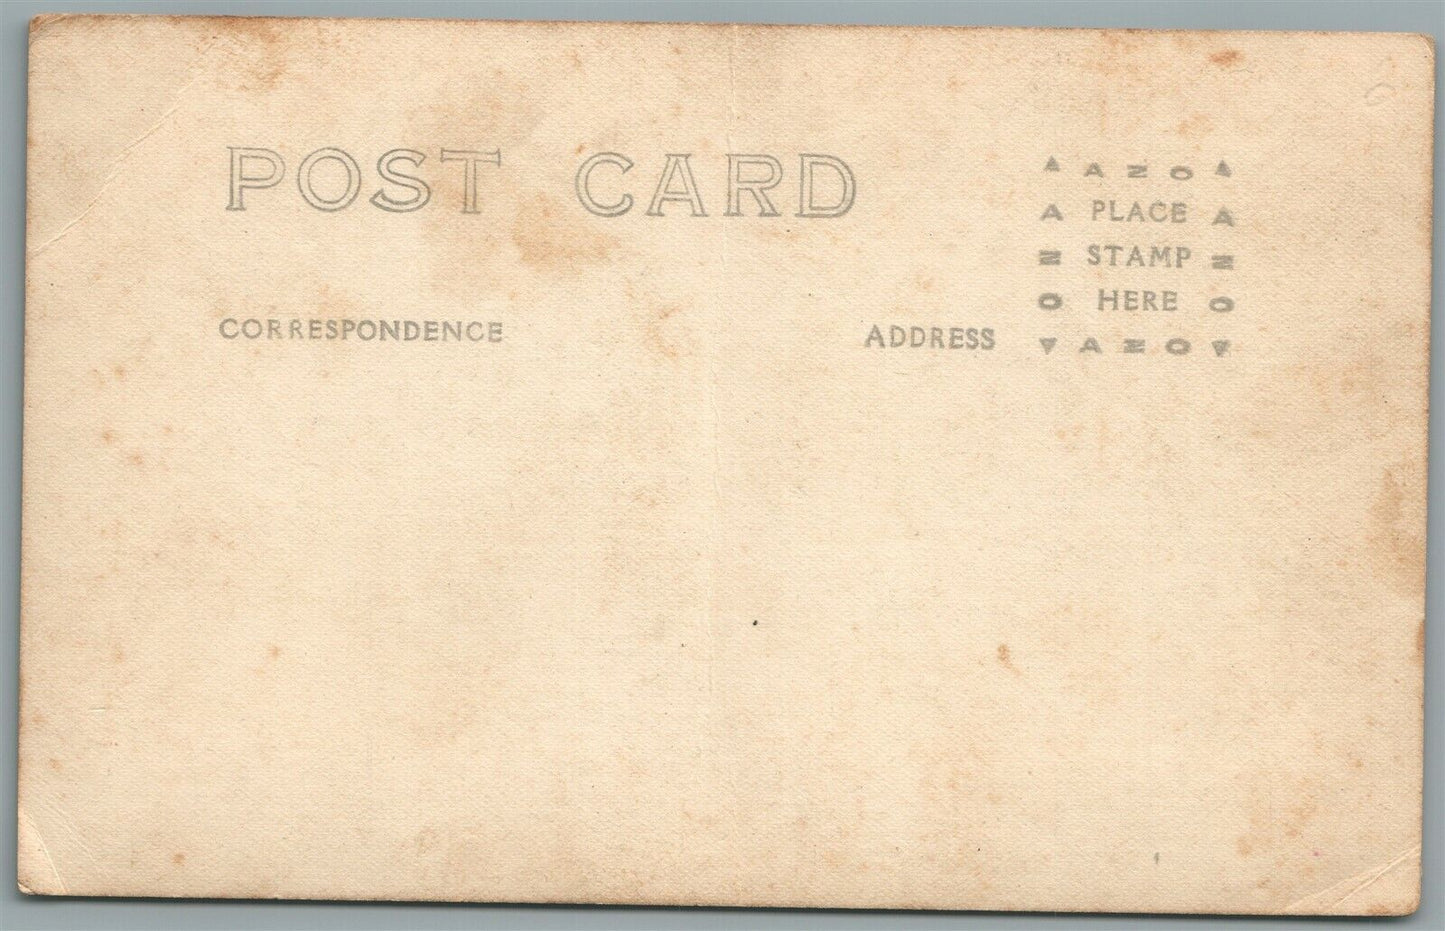 POST CARD
▲ AZO ▲
A PLACE A
Z STAMP Z
O HERE O
▼ AZO ▲
CORRESPONDENCE
ADDRESS